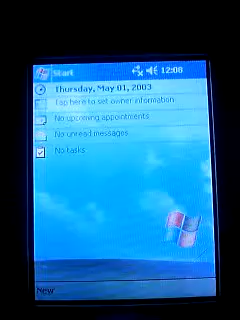 Start 12:08
Thursday, May 01, 2003
Tap here to set owner information
No upcoming appointments
No unread messages
No tasks
New